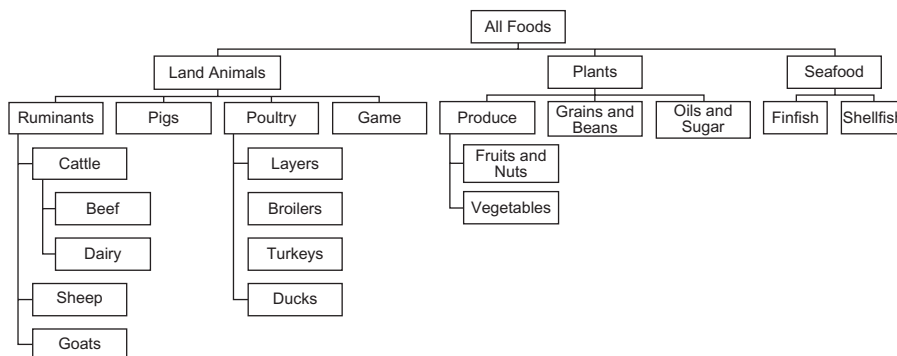 All Foods
Land Animals
Plants
Seafood
Ruminants
Pigs
Poultry
Game
Produce
Grains and
Beans
Oils and
Sugar
Finfish
Shellfish
Cattle
Layers
Fruits and
Nuts
Beef
Broilers
Vegetables
Dairy
Turkeys
Sheep
Ducks
Goats